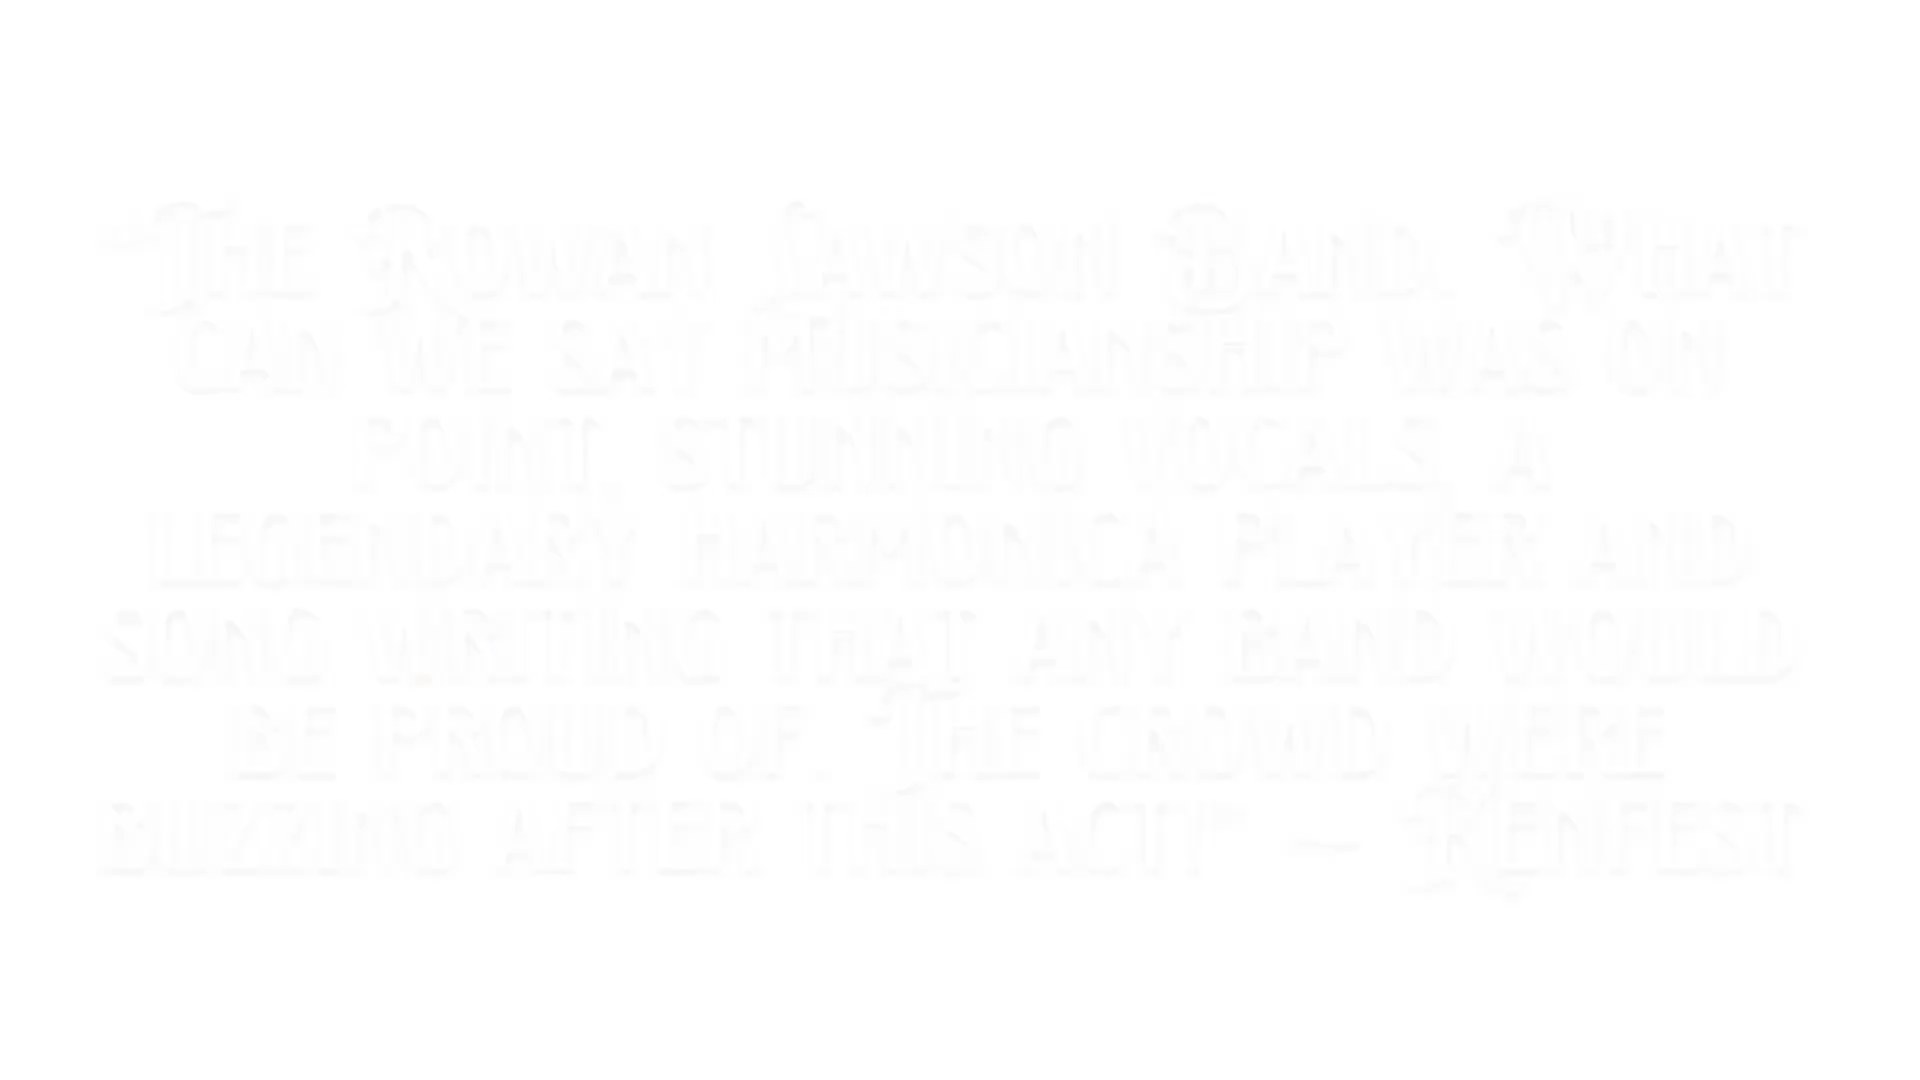 "The Rowan Lawson Band. What
can we say Musicianship was on
point, stunning vocals, a
legendary harmonica player and
song writing that any band would
be proud of. The crowd were
buzzing after this act!" – Kenfest